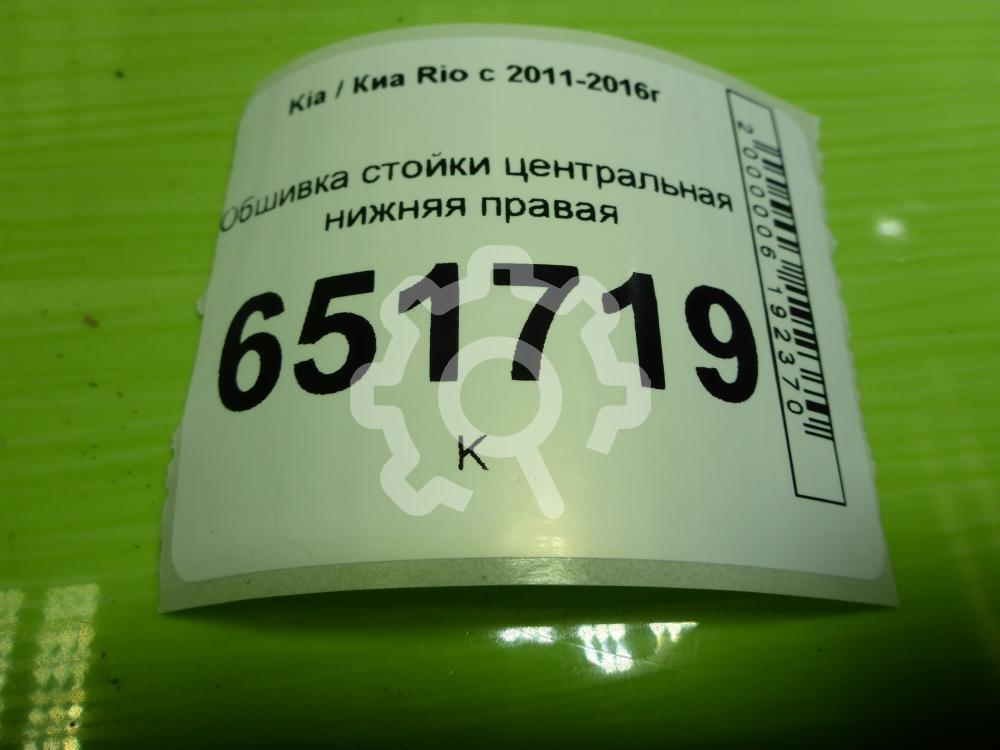 Kia / Киа Rio с 2011-2016г
Обшивка стойки центральная
нижняя правая
651719
К
2000006192370